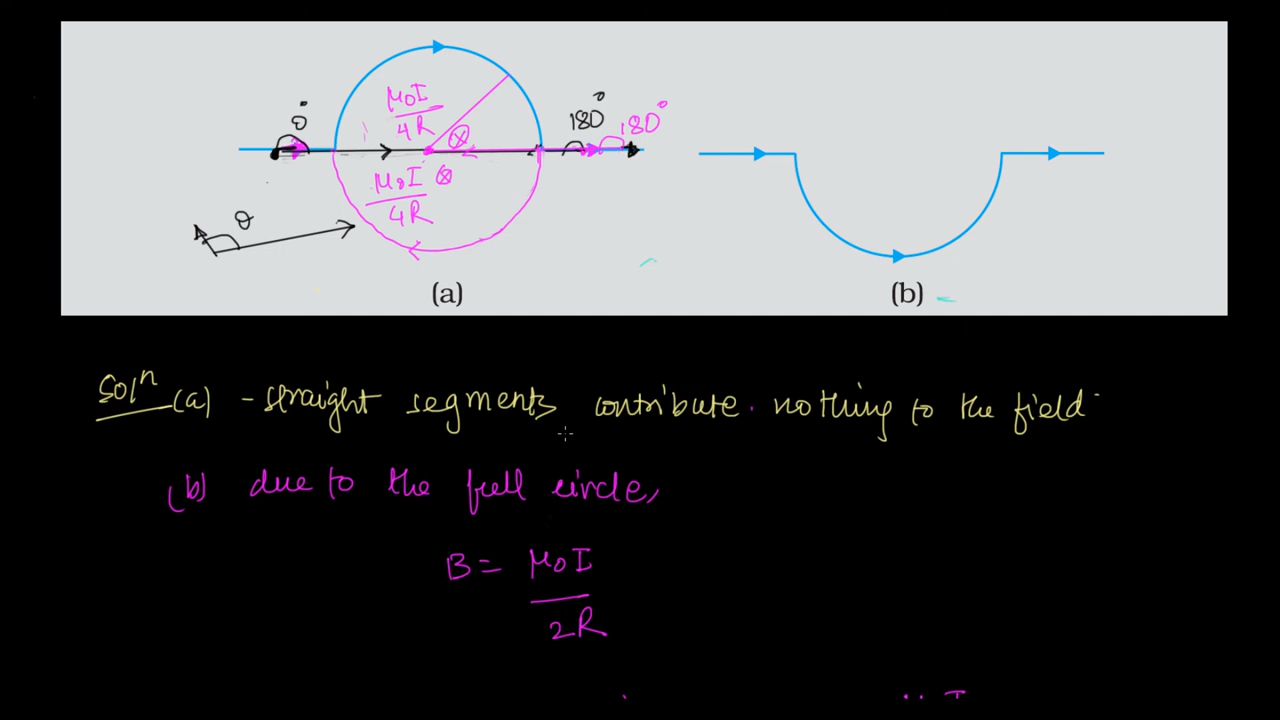 0°
μ₀I
4R
⊗
180°
180°
μ₀I ⊗
4R
θ
(a)
(b)
Solⁿ (a) - straight segments contribute nothing to the field
(b) due to the full circle,
B = μ₀I
2R